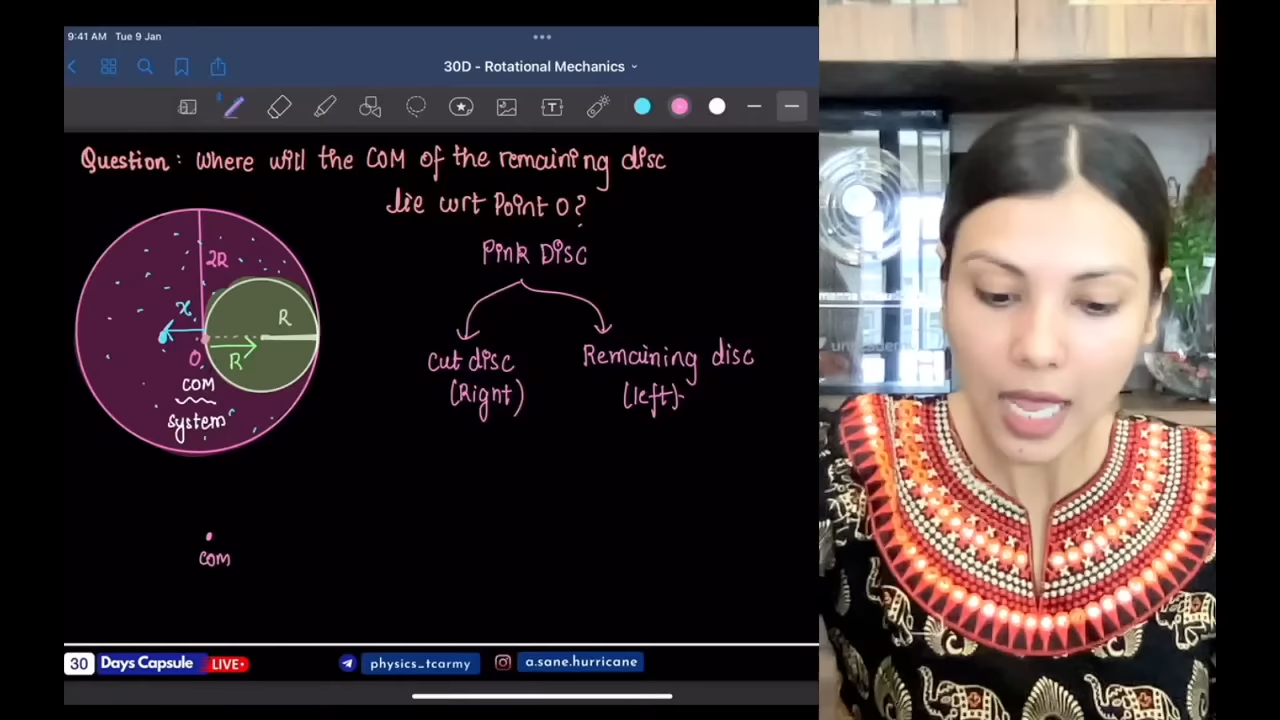 9:41 AM Tue 9 Jan
30D - Rotational Mechanics
Question: Where will the COM of the remaining disc
lie wrt Point O?
Pink Disc
2R
x
R
O
R
Cut disc
Remaining disc
(Right)
(left)
COM
system
com
30 Days Capsule LIVE
physics_tcarmy
a.sane.hurricane